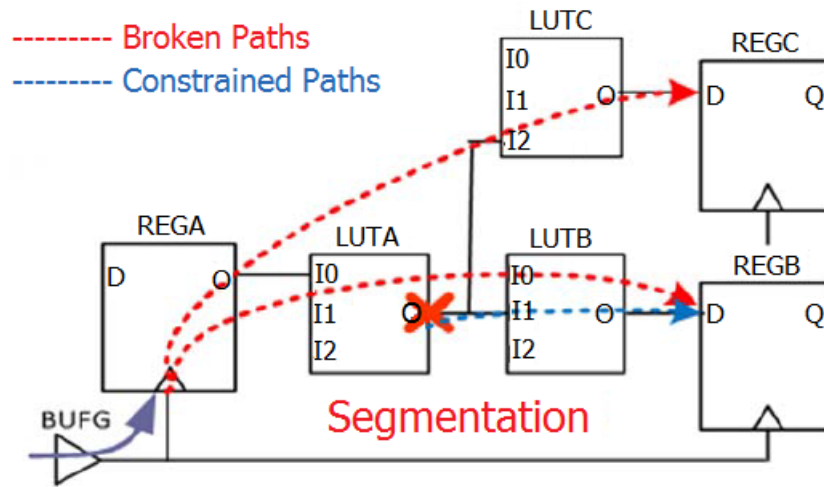 --------- Broken Paths
--------- Constrained Paths
LUTC
I0
I1
I2
O
REGC
D
Q
REGA
D
O
LUTA
I0
I1
I2
O
LUTB
I0
I1
I2
O
REGB
D
Q
Segmentation
BUFG